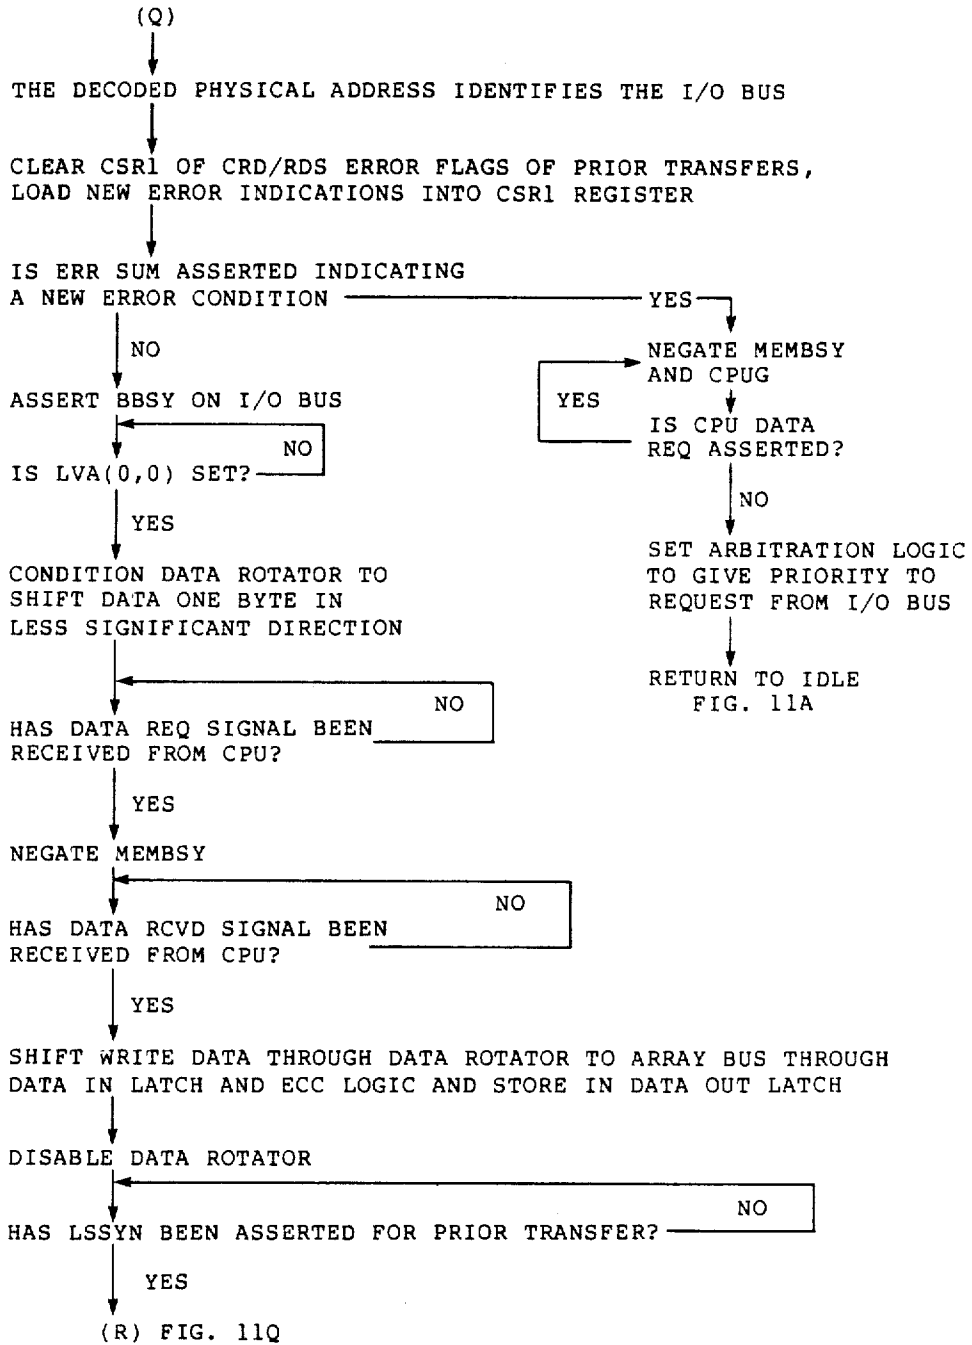 (Q)
THE DECODED PHYSICAL ADDRESS IDENTIFIES THE I/O BUS
CLEAR CSR1 OF CRD/RDS ERROR FLAGS OF PRIOR TRANSFERS,
LOAD NEW ERROR INDICATIONS INTO CSR1 REGISTER
IS ERR SUM ASSERTED INDICATING
A NEW ERROR CONDITION
YES
NO
NEGATE MEMBSY
AND CPUG
YES
IS CPU DATA
REQ ASSERTED?
NO
SET ARBITRATION LOGIC
TO GIVE PRIORITY TO
REQUEST FROM I/O BUS
RETURN TO IDLE
FIG. 11A
ASSERT BBSY ON I/O BUS
NO
IS LVA(0,0) SET?
YES
CONDITION DATA ROTATOR TO
SHIFT DATA ONE BYTE IN
LESS SIGNIFICANT DIRECTION
NO
HAS DATA REQ SIGNAL BEEN
RECEIVED FROM CPU?
YES
NEGATE MEMBSY
NO
HAS DATA RCVD SIGNAL BEEN
RECEIVED FROM CPU?
YES
SHIFT WRITE DATA THROUGH DATA ROTATOR TO ARRAY BUS THROUGH
DATA IN LATCH AND ECC LOGIC AND STORE IN DATA OUT LATCH
DISABLE DATA ROTATOR
NO
HAS LSSYN BEEN ASSERTED FOR PRIOR TRANSFER?
YES
(R) FIG. 11Q